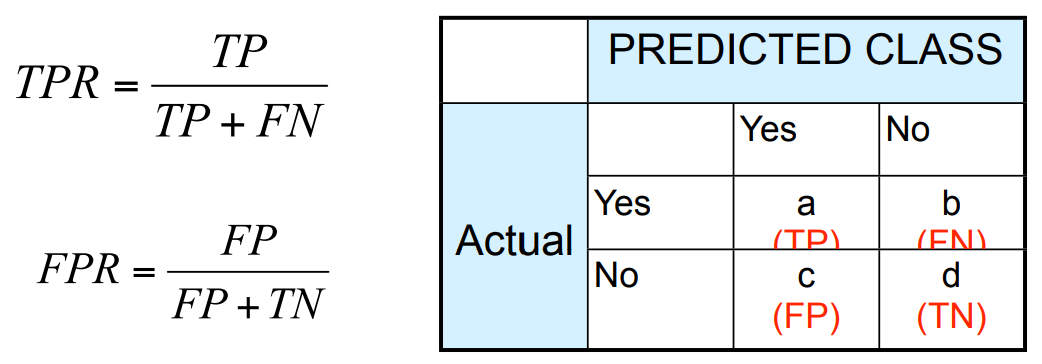 TPR = TP / TP + FN
FPR = FP / FP + TN
PREDICTED CLASS
Yes No
Actual
Yes a b
(TP) (FN)
No c d
(FP) (TN)